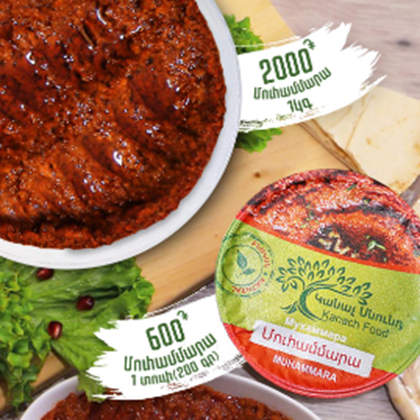 2000֏
Մուհամմարա
1կգ
Կանաչ Սնունդ
Kanach Food
Мухаммара
Մուհամմարա
MUHAMMARA
600֏
Մուհամմարա
1 տուփ(200 գր)